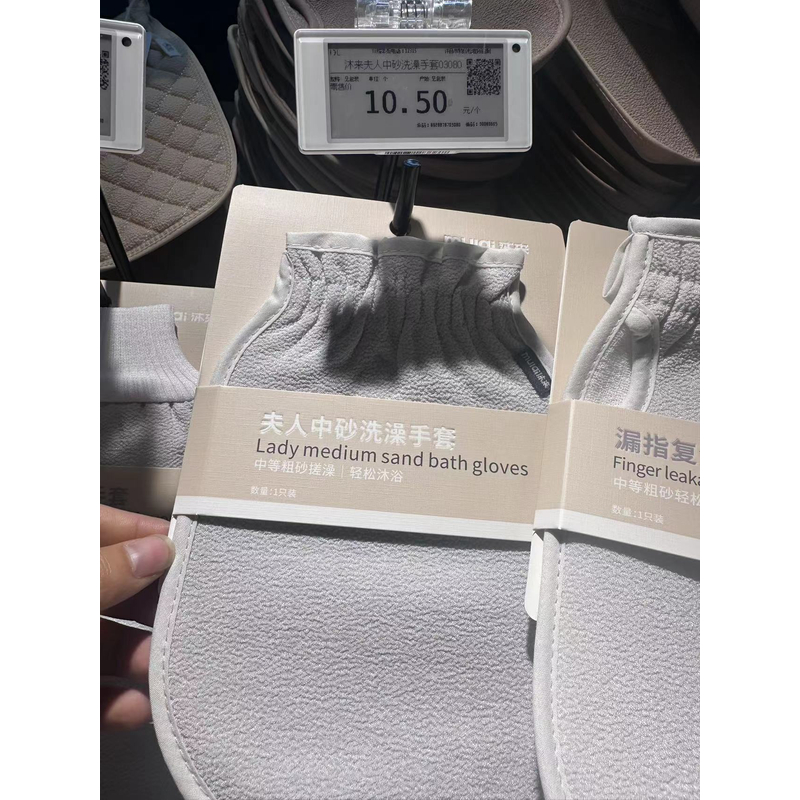 沐来夫人中砂洗澡手套03080
零售价
10.50
元/个
夫人中砂洗澡手套
Lady medium sand bath gloves
中等粗砂搓澡｜轻松沐浴
数量:1只装
漏指复
Finger leaka
中等粗砂轻松
数量:1只装